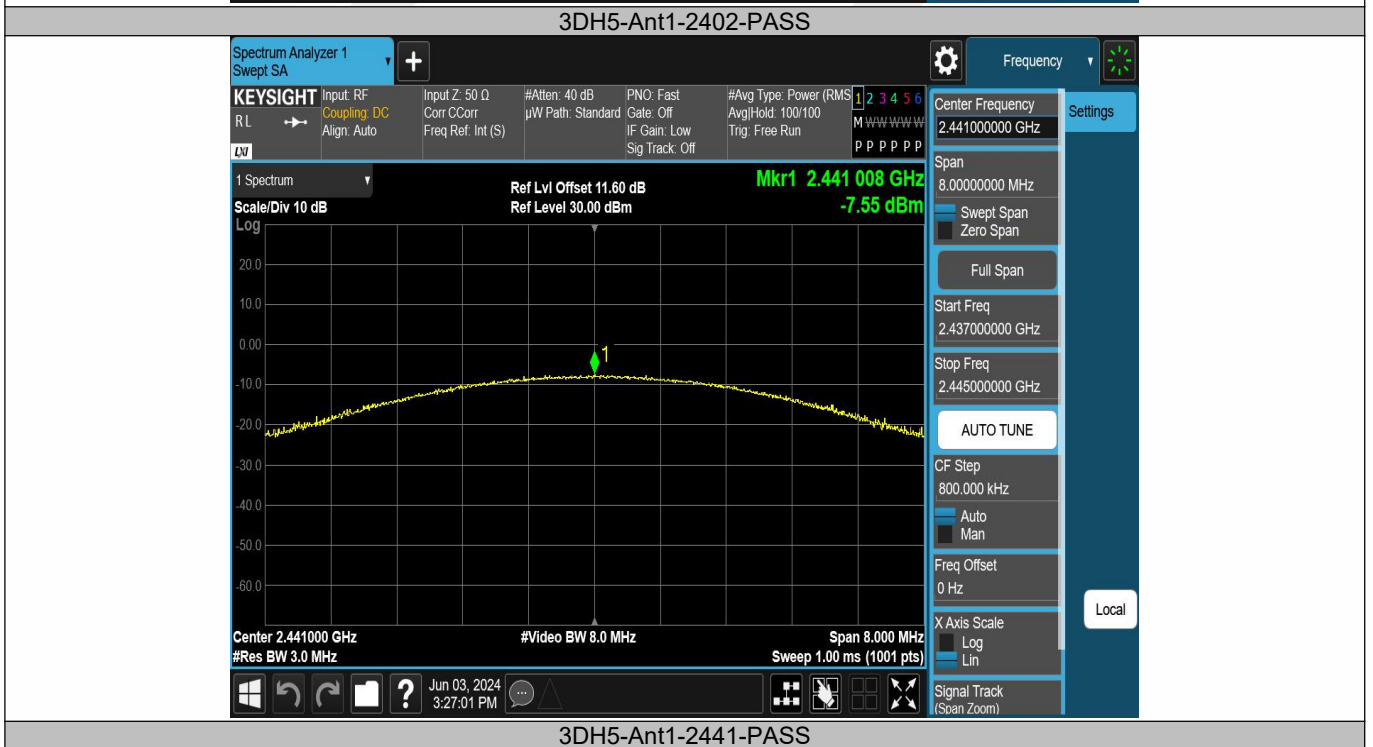 3DH5-Ant1-2402-PASS
Spectrum Analyzer 1
Swept SA
Frequency
KEYSIGHT
RL
LXI
Input: RF
Coupling: DC
Align: Auto
Input Z: 50 Ω
Corr CCorr
Freq Ref: Int (S)
#Atten: 40 dB
µW Path: Standard
PNO: Fast
Gate: Off
IF Gain: Low
Sig Track: Off
#Avg Type: Power (RMS
Avg|Hold: 100/100
Trig: Free Run
1 2 3 4 5 6
M W W W W W
P P P P P P
1 Spectrum
Scale/Div 10 dB
Ref Lvl Offset 11.60 dB
Ref Level 30.00 dBm
Mkr1 2.441 008 GHz
-7.55 dBm
Log
20.0
10.0
0.00
-10.0
-20.0
-30.0
-40.0
-50.0
-60.0
1
Center 2.441000 GHz
#Res BW 3.0 MHz
#Video BW 8.0 MHz
Span 8.000 MHz
Sweep 1.00 ms (1001 pts)
Jun 03, 2024
3:27:01 PM
Center Frequency
2.441000000 GHz
Settings
Span
8.00000000 MHz
Swept Span
Zero Span
Full Span
Start Freq
2.437000000 GHz
Stop Freq
2.445000000 GHz
AUTO TUNE
CF Step
800.000 kHz
Auto
Man
Freq Offset
0 Hz
X Axis Scale
Log
Lin
Local
Signal Track
(Span Zoom)
3DH5-Ant1-2441-PASS